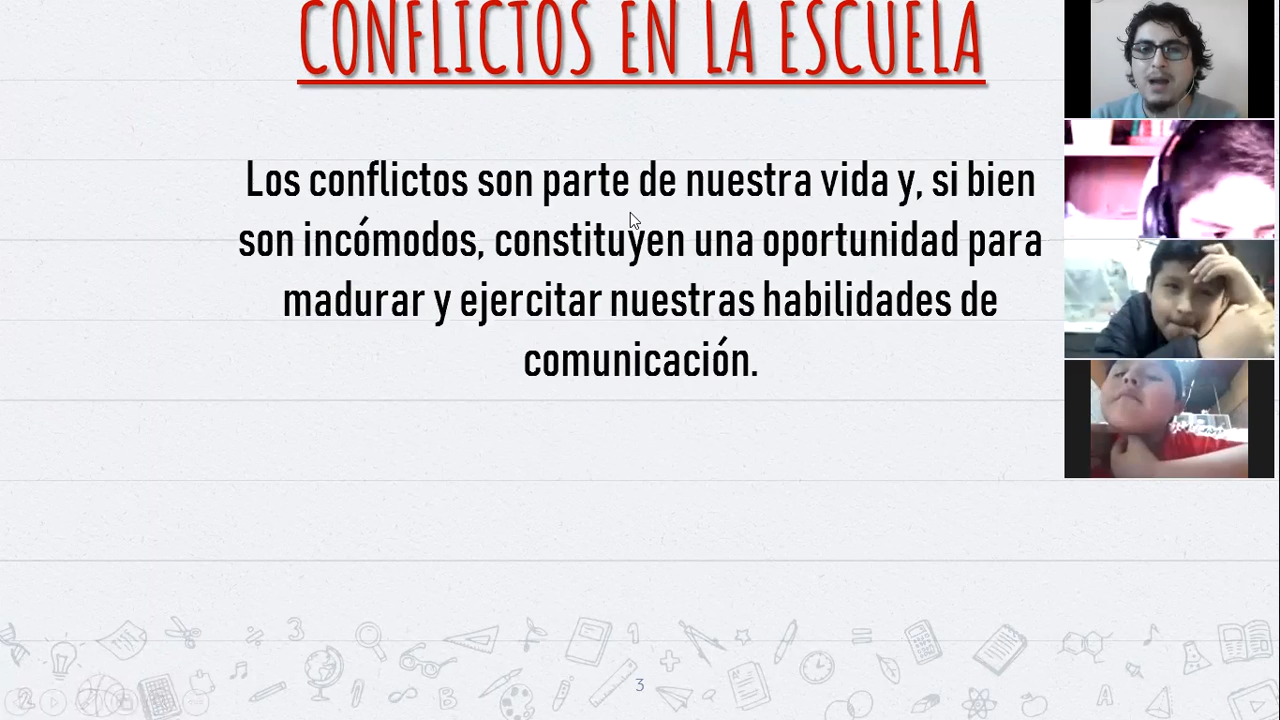 CONFLICTOS EN LA ESCUELA
Los conflictos son parte de nuestra vida y, si bien
son incómodos, constituyen una oportunidad para
madurar y ejercitar nuestras habilidades de
comunicación.
3